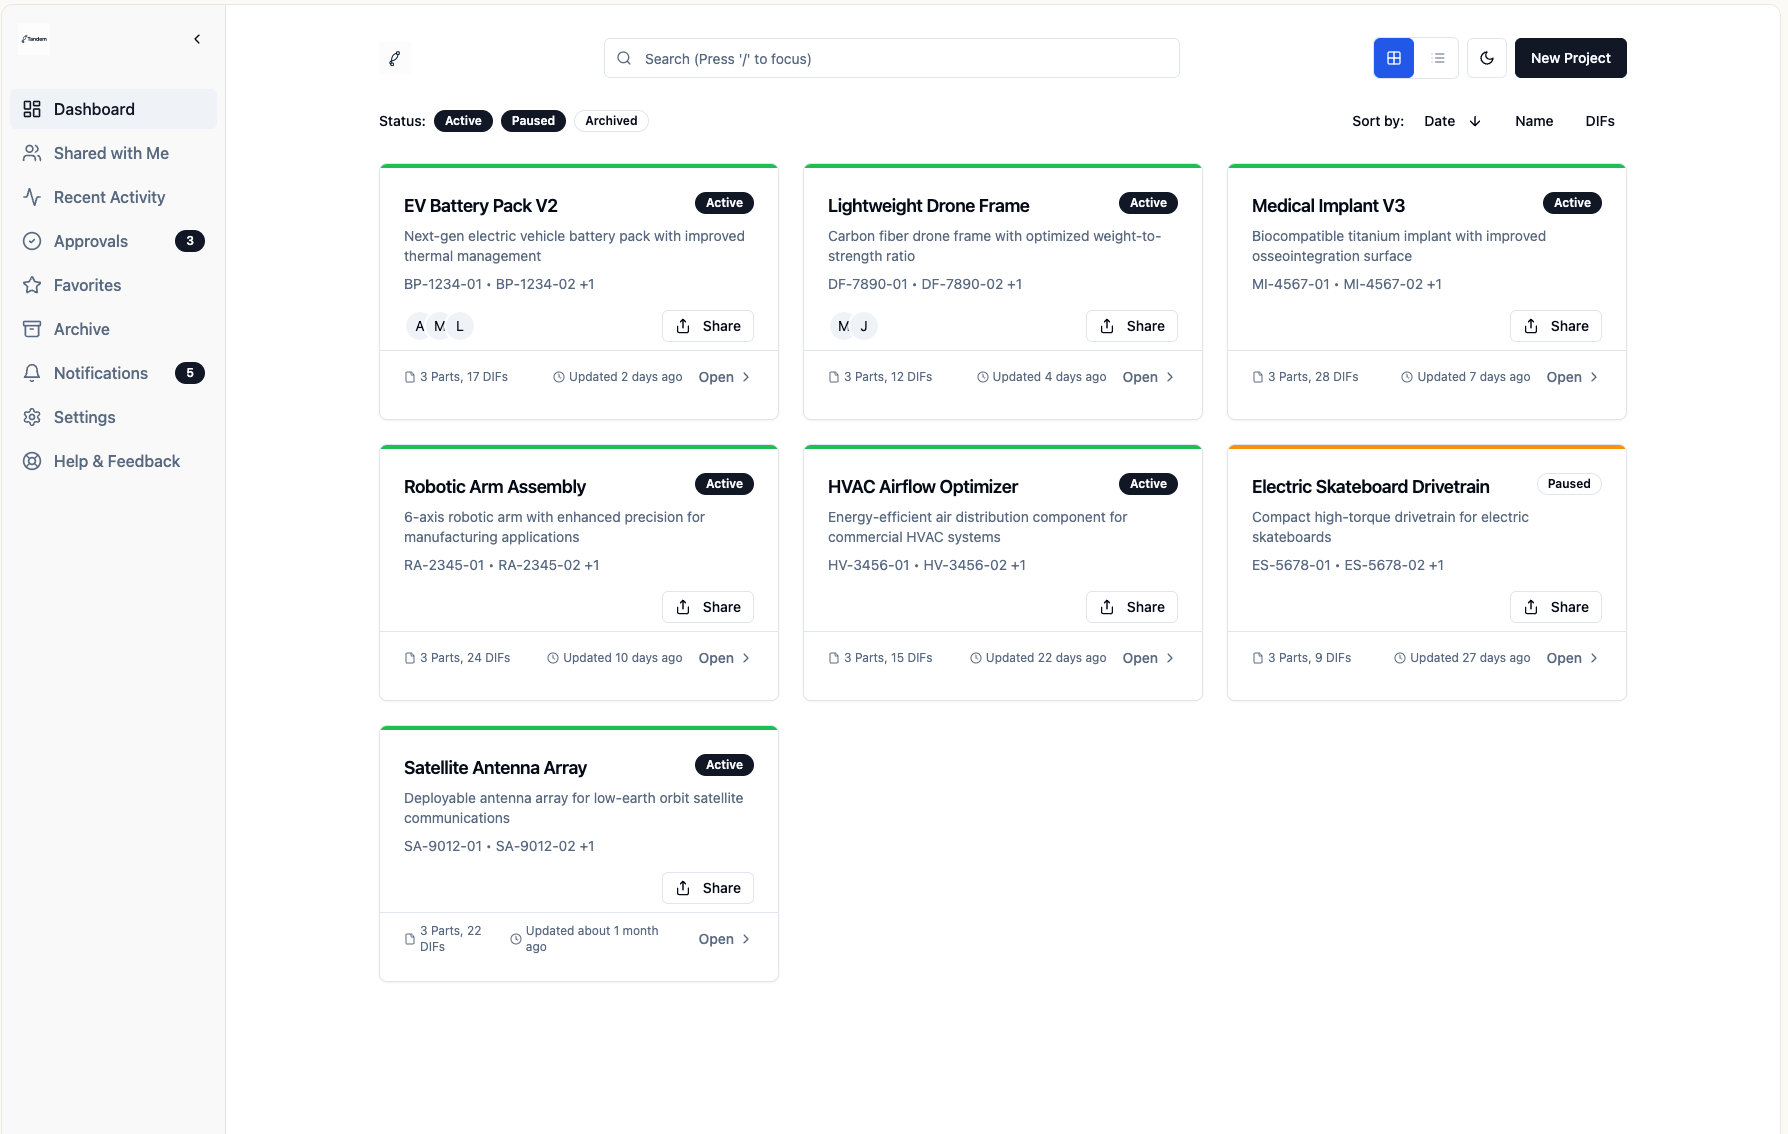 Tandem
Dashboard
Shared with Me
Recent Activity
Approvals 3
Favorites
Archive
Notifications 5
Settings
Help & Feedback
Search (Press '/' to focus)
New Project
Status: Active Paused Archived
Sort by: Date Name DIFs
EV Battery Pack V2 Active
Next-gen electric vehicle battery pack with improved
thermal management
BP-1234-01 • BP-1234-02 +1
A M L Share
3 Parts, 17 DIFs Updated 2 days ago Open
Lightweight Drone Frame Active
Carbon fiber drone frame with optimized weight-to-
strength ratio
DF-7890-01 • DF-7890-02 +1
M J Share
3 Parts, 12 DIFs Updated 4 days ago Open
Medical Implant V3 Active
Biocompatible titanium implant with improved
osseointegration surface
MI-4567-01 • MI-4567-02 +1
Share
3 Parts, 28 DIFs Updated 7 days ago Open
Robotic Arm Assembly Active
6-axis robotic arm with enhanced precision for
manufacturing applications
RA-2345-01 • RA-2345-02 +1
Share
3 Parts, 24 DIFs Updated 10 days ago Open
HVAC Airflow Optimizer Active
Energy-efficient air distribution component for
commercial HVAC systems
HV-3456-01 • HV-3456-02 +1
Share
3 Parts, 15 DIFs Updated 22 days ago Open
Electric Skateboard Drivetrain Paused
Compact high-torque drivetrain for electric
skateboards
ES-5678-01 • ES-5678-02 +1
Share
3 Parts, 9 DIFs Updated 27 days ago Open
Satellite Antenna Array Active
Deployable antenna array for low-earth orbit satellite
communications
SA-9012-01 • SA-9012-02 +1
Share
3 Parts, 22
DIFs
Updated about 1 month
ago
Open